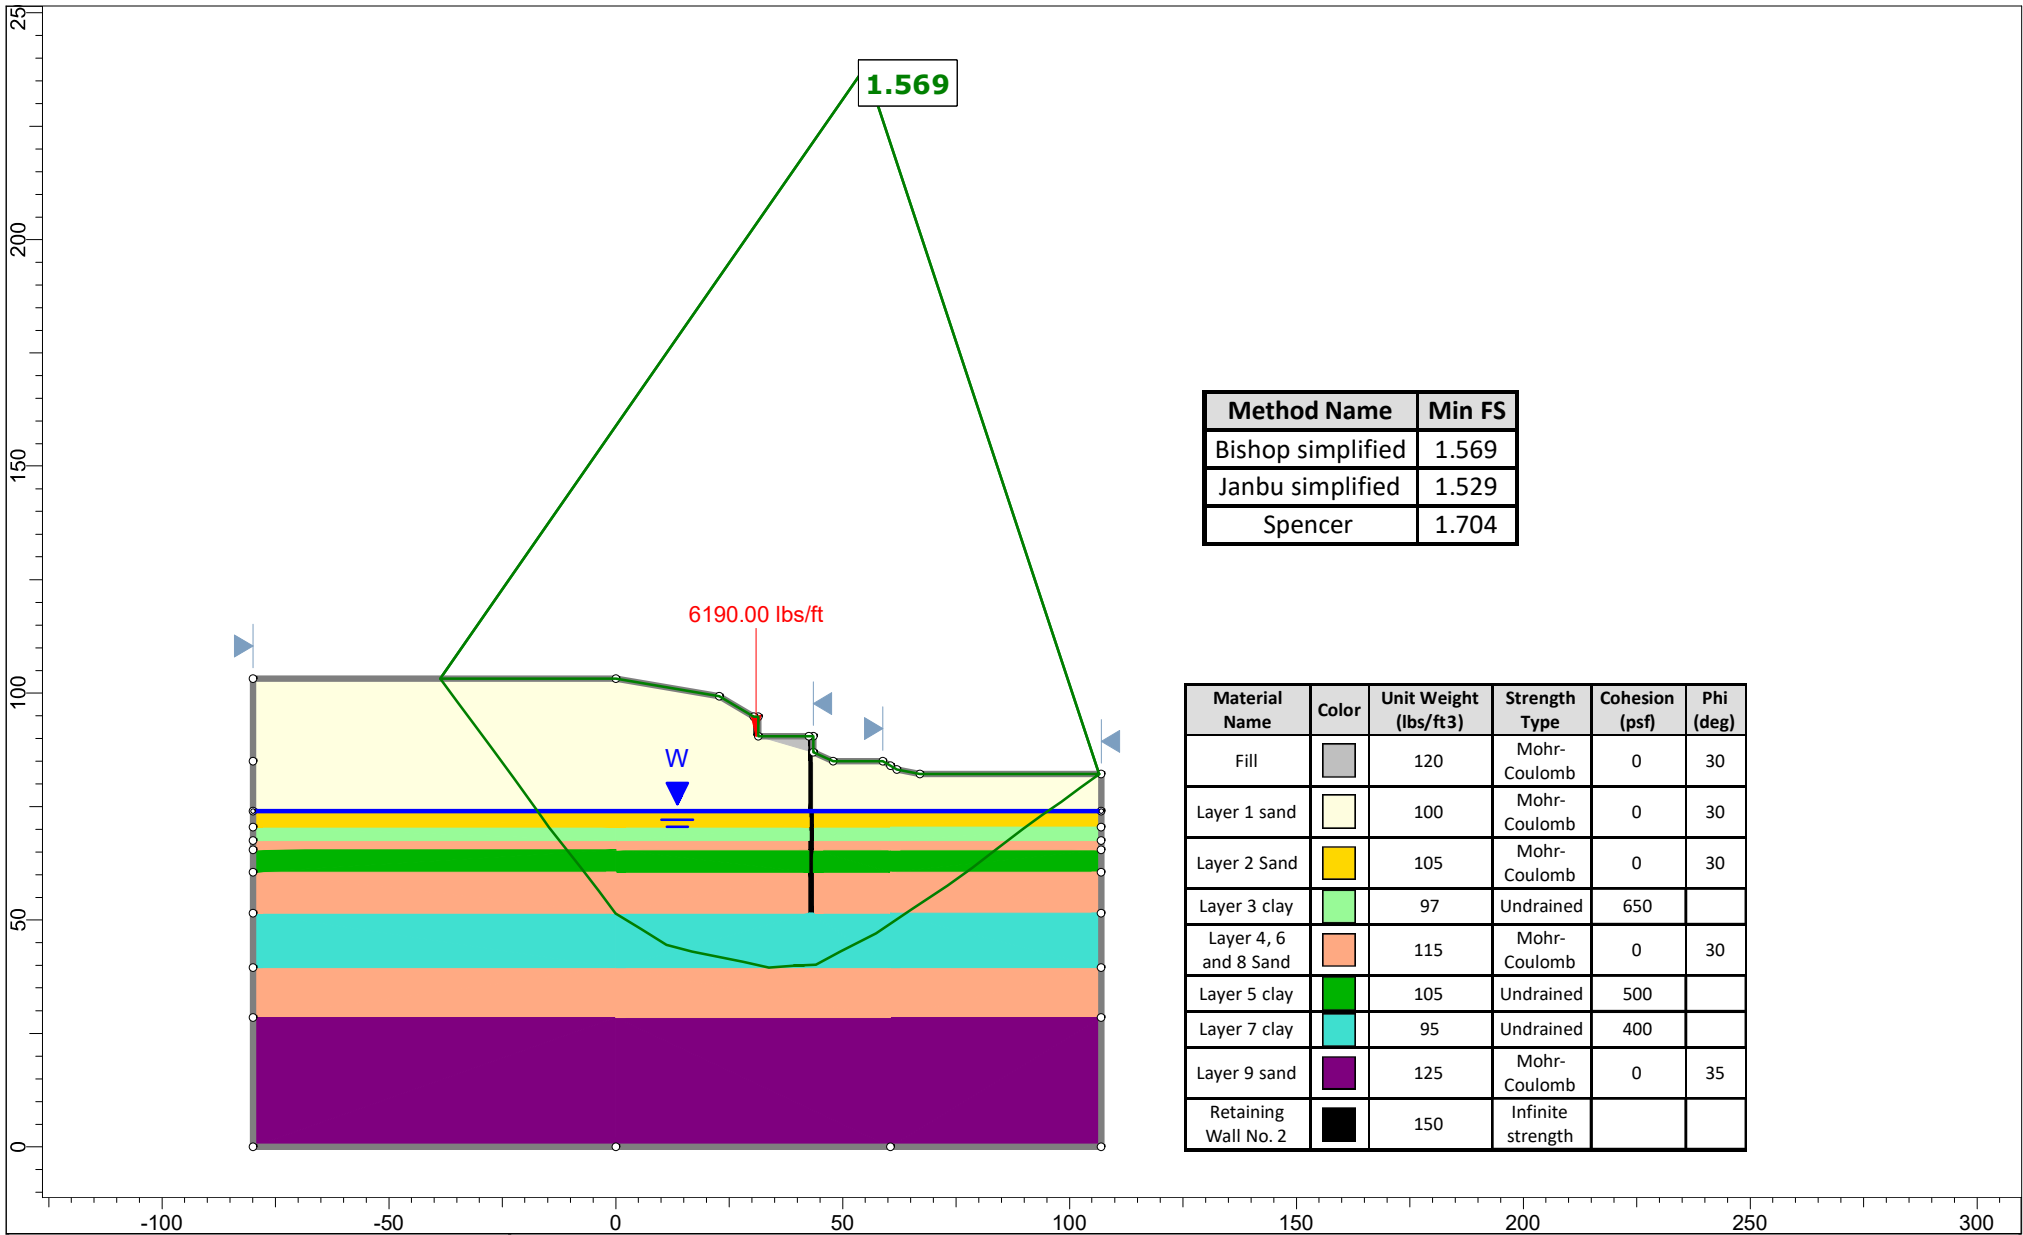 250
1.569
200
Method Name Min FS
Bishop simplified 1.569
Janbu simplified 1.529
Spencer 1.704
150
6190.00 lbs/ft
100
W
50
0
Material Name Color Unit Weight (lbs/ft3) Strength Type Cohesion (psf) Phi (deg)
Fill 120 Mohr-Coulomb 0 30
Layer 1 sand 100 Mohr-Coulomb 0 30
Layer 2 Sand 105 Mohr-Coulomb 0 30
Layer 3 clay 97 Undrained 650
Layer 4, 6 and 8 Sand 115 Mohr-Coulomb 0 30
Layer 5 clay 105 Undrained 500
Layer 7 clay 95 Undrained 400
Layer 9 sand 125 Mohr-Coulomb 0 35
Retaining Wall No. 2 150 Infinite strength
-100 -50 0 50 100 150 200 250 300